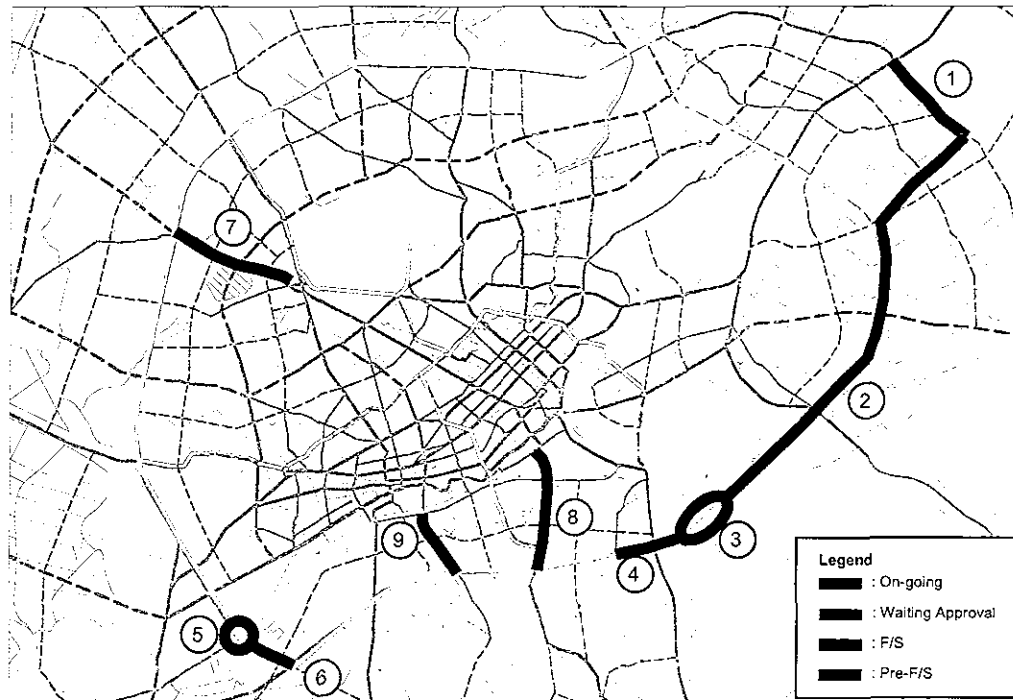 1
7
2
8
9
3
4
5
6
Legend
: On-going
: Waiting Approval
: F/S
: Pre-F/S